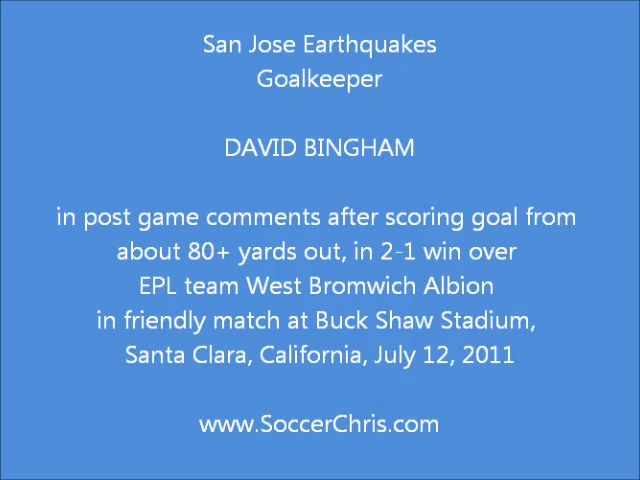 San Jose Earthquakes
Goalkeeper
DAVID BINGHAM
in post game comments after scoring goal from
about 80+ yards out, in 2-1 win over
EPL team West Bromwich Albion
in friendly match at Buck Shaw Stadium,
Santa Clara, California, July 12, 2011
www.SoccerChris.com